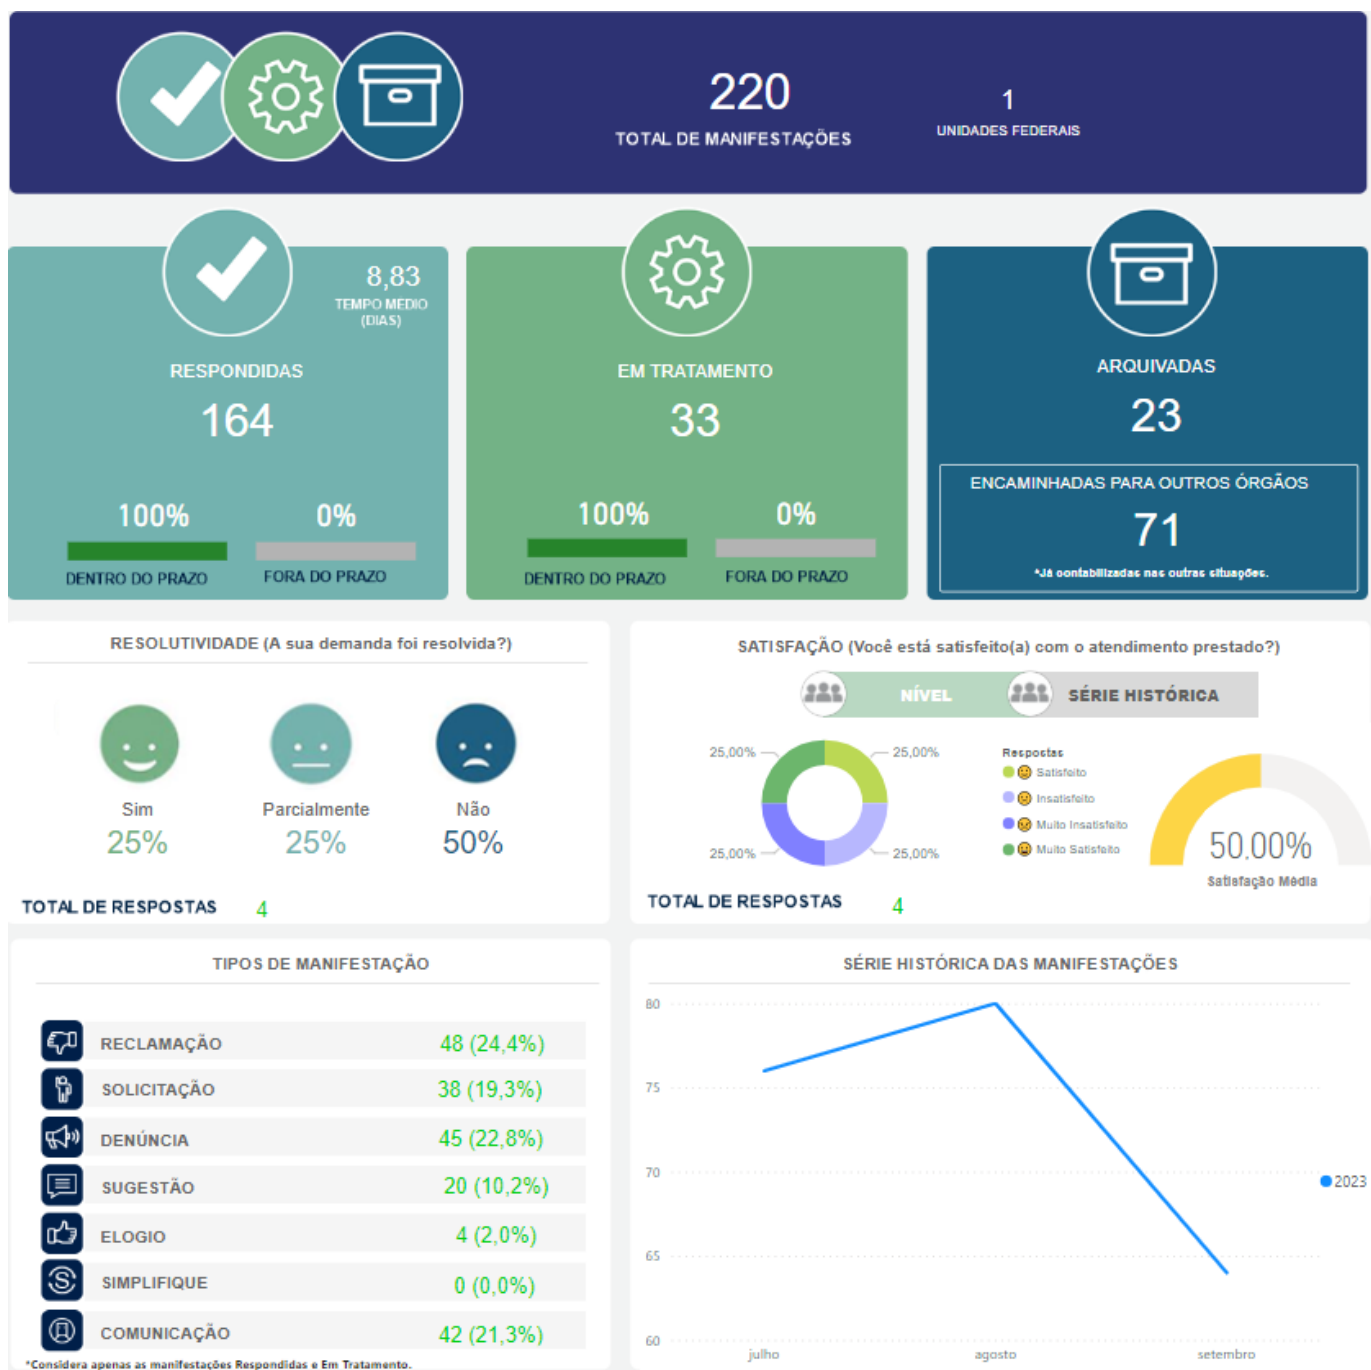 220
TOTAL DE MANIFESTAÇÕES
1
UNIDADES FEDERAIS
8,83
TEMPO MÉDIO
(DIAS)
RESPONDIDAS
164
100%
0%
DENTRO DO PRAZO
FORA DO PRAZO
EM TRATAMENTO
33
100%
0%
DENTRO DO PRAZO
FORA DO PRAZO
ARQUIVADAS
23
ENCAMINHADAS PARA OUTROS ÓRGÃOS
71
*Já contabilizadas nas outras situações.
RESOLUTIVIDADE (A sua demanda foi resolvida?)
Sim
25%
Parcialmente
25%
Não
50%
TOTAL DE RESPOSTAS 4
SATISFAÇÃO (Você está satisfeito(a) com o atendimento prestado?)
NÍVEL
SÉRIE HISTÓRICA
25,00%
25,00%
25,00%
25,00%
Respostas
Satisfeito
Insatisfeito
Muito Insatisfeito
Muito Satisfeito
50,00%
Satisfação Média
TOTAL DE RESPOSTAS 4
TIPOS DE MANIFESTAÇÃO
RECLAMAÇÃO 48 (24,4%)
SOLICITAÇÃO 38 (19,3%)
DENÚNCIA 45 (22,8%)
SUGESTÃO 20 (10,2%)
ELOGIO 4 (2,0%)
SIMPLIFIQUE 0 (0,0%)
COMUNICAÇÃO 42 (21,3%)
*Considera apenas as manifestações Respondidas e Em Tratamento.
SÉRIE HISTÓRICA DAS MANIFESTAÇÕES
80
75
70
65
60
julho
agosto
setembro
2023